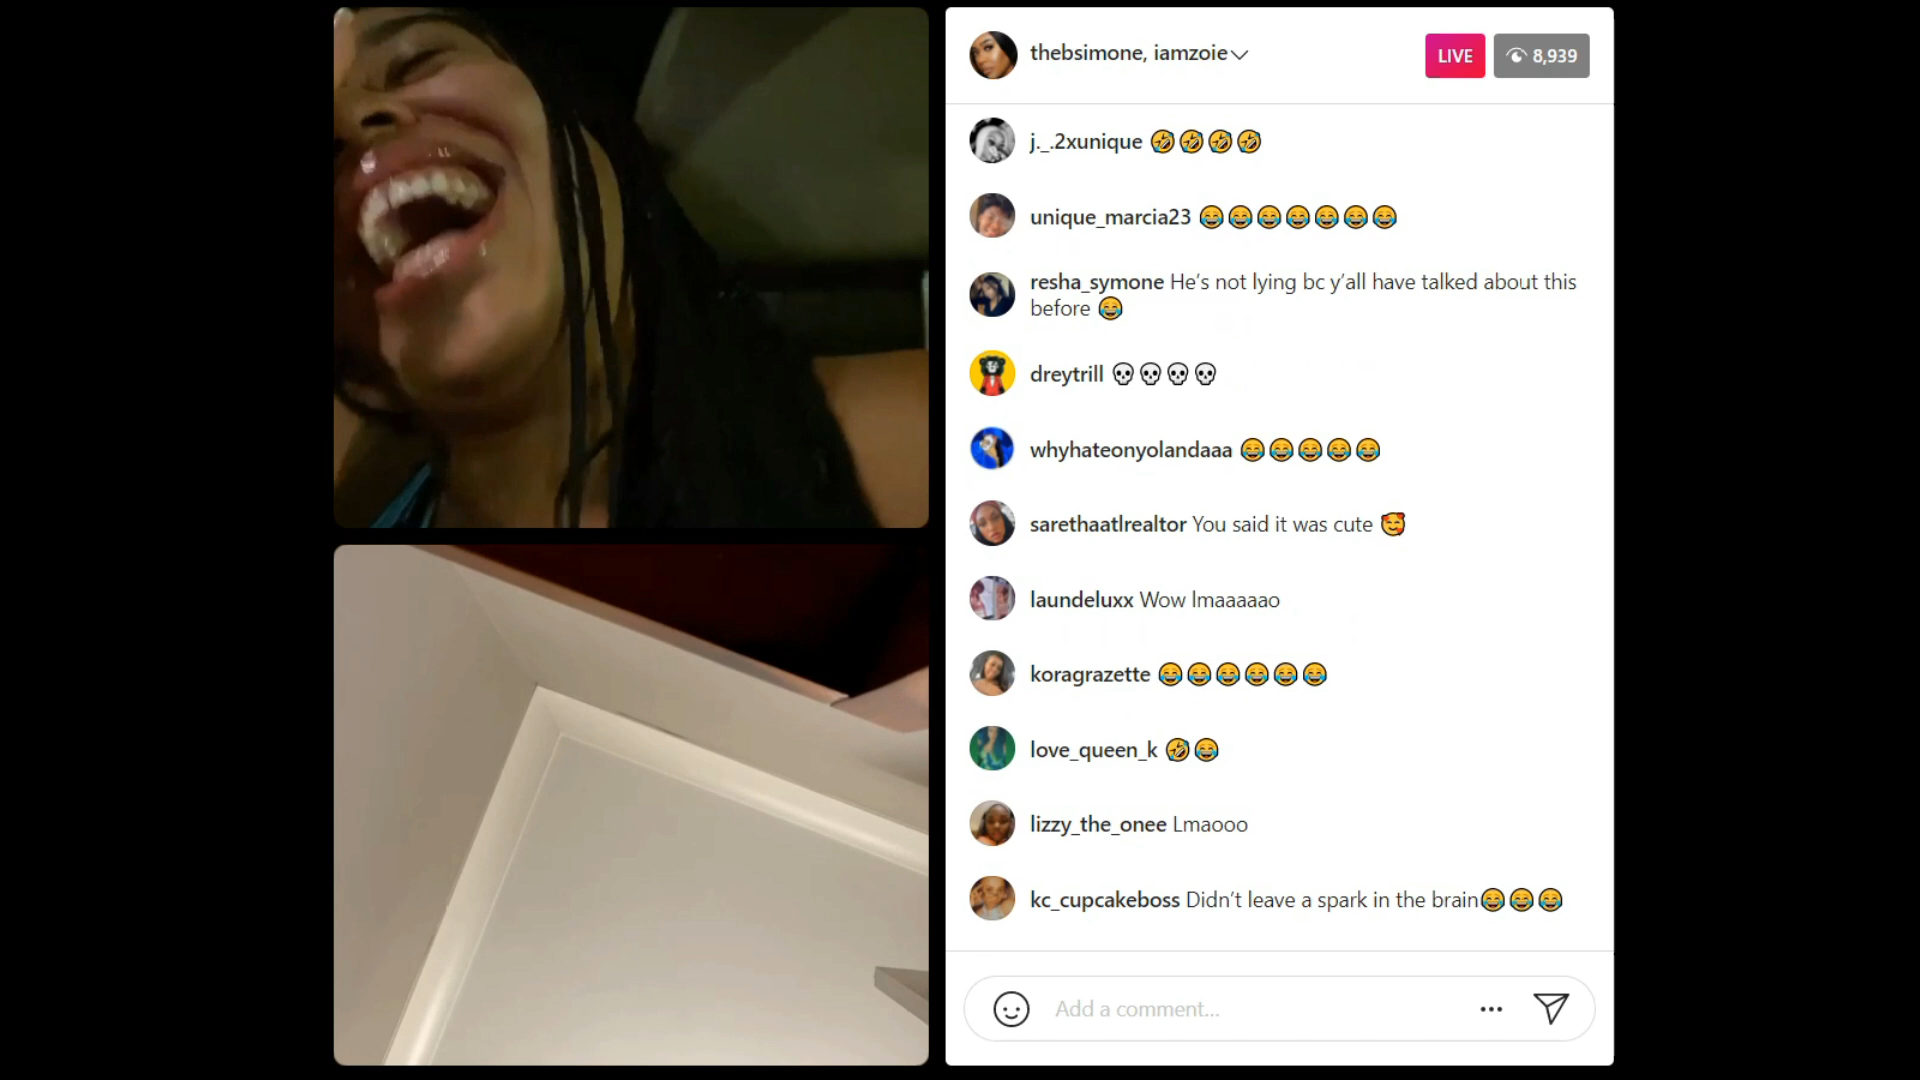 thebsimone, iamzoie
LIVE
8,939
j._.2xunique 🤣🤣🤣🤣
unique_marcia23 😂😂😂😂😂😂😂
resha_symone He’s not lying bc y’all have talked about this
before 😂
dreytrill 💀💀💀💀
whyhateonyolandaaa 😂😂😂😂😂
sarethaatlrealtor You said it was cute 🥰
laundeluxx Wow lmaaaaao
koragrazette 😂😂😂😂😂😂
love_queen_k 🤣😂
lizzy_the_onee Lmaooo
kc_cupcakeboss Didn’t leave a spark in the brain😂😂😂
Add a comment...